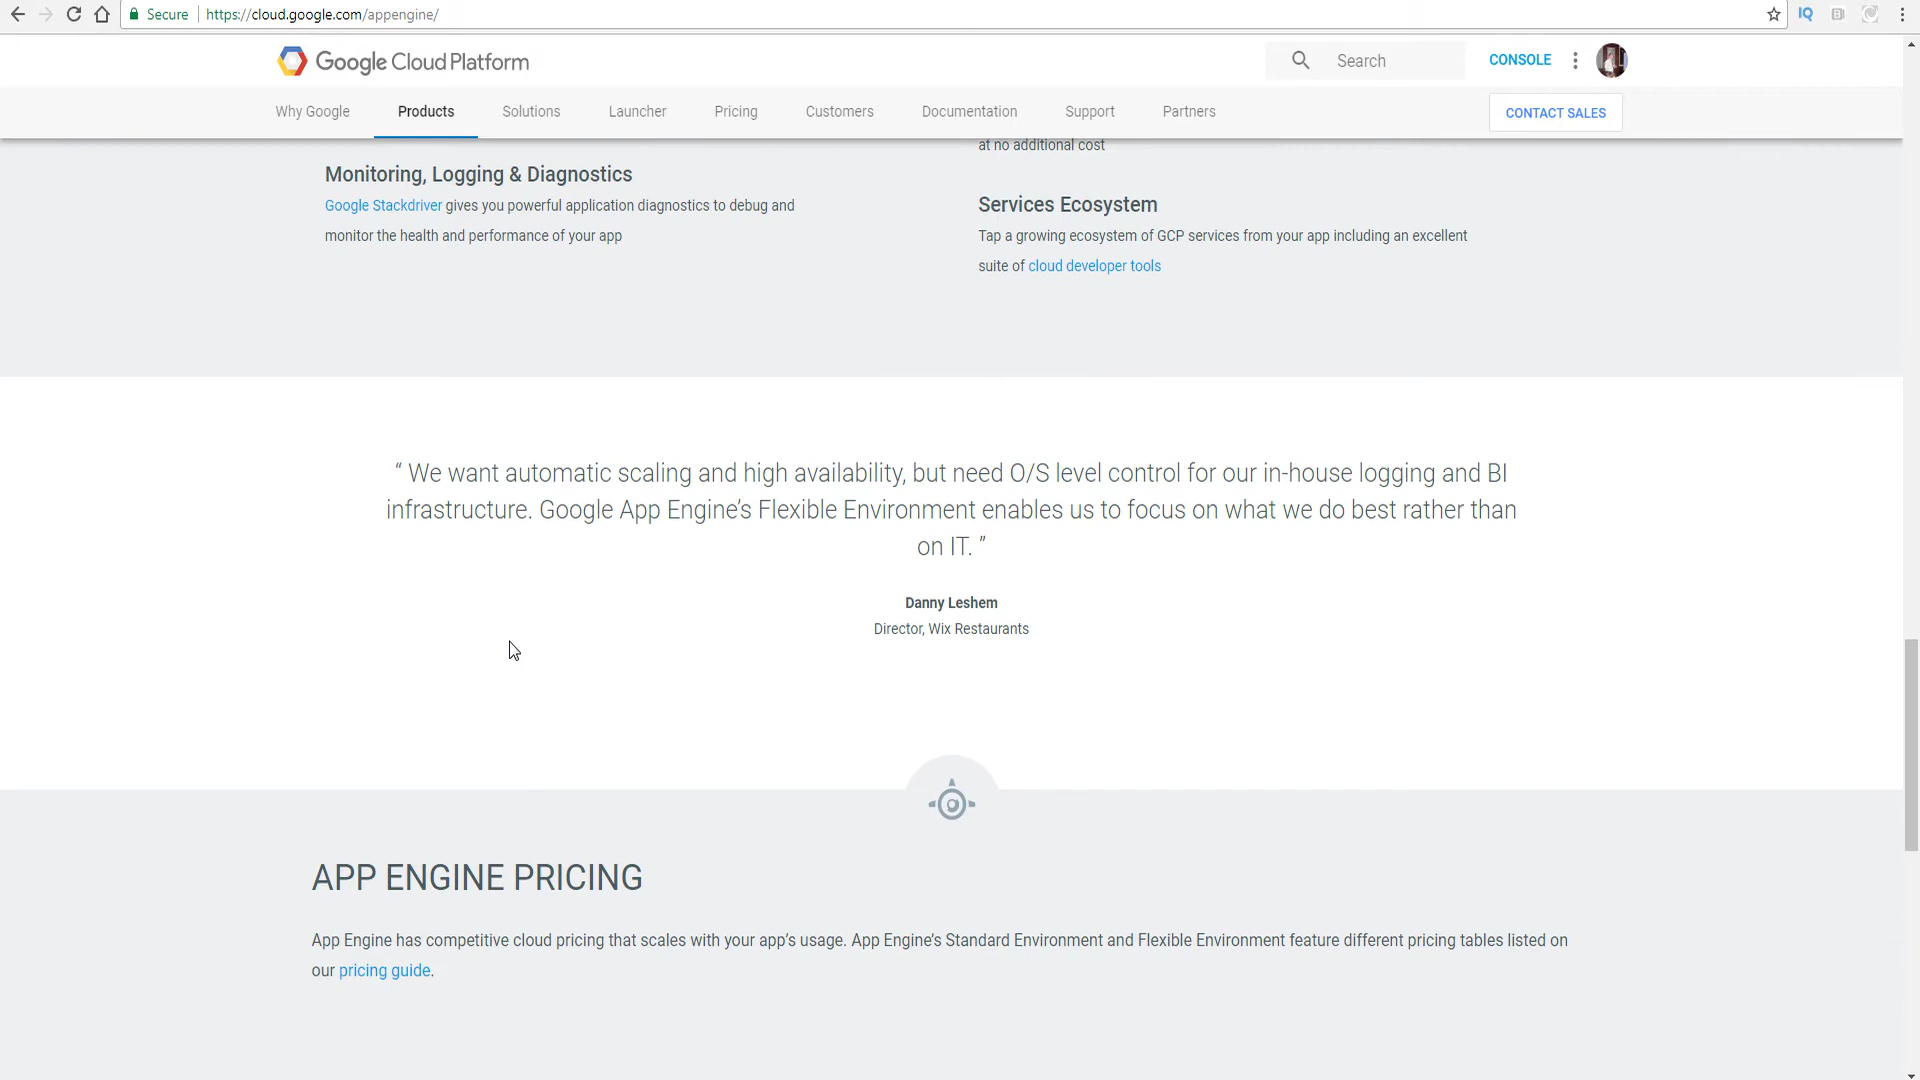 Secure https://cloud.google.com/appengine/
Google Cloud Platform
Search
CONSOLE
Why Google Products Solutions Launcher Pricing Customers Documentation Support Partners
CONTACT SALES
at no additional cost
Monitoring, Logging & Diagnostics
Google Stackdriver gives you powerful application diagnostics to debug and
monitor the health and performance of your app
Services Ecosystem
Tap a growing ecosystem of GCP services from your app including an excellent
suite of cloud developer tools
“ We want automatic scaling and high availability, but need O/S level control for our in-house logging and BI
infrastructure. Google App Engine’s Flexible Environment enables us to focus on what we do best rather than
on IT. ”
Danny Leshem
Director, Wix Restaurants
APP ENGINE PRICING
App Engine has competitive cloud pricing that scales with your app’s usage. App Engine’s Standard Environment and Flexible Environment feature different pricing tables listed on
our pricing guide.